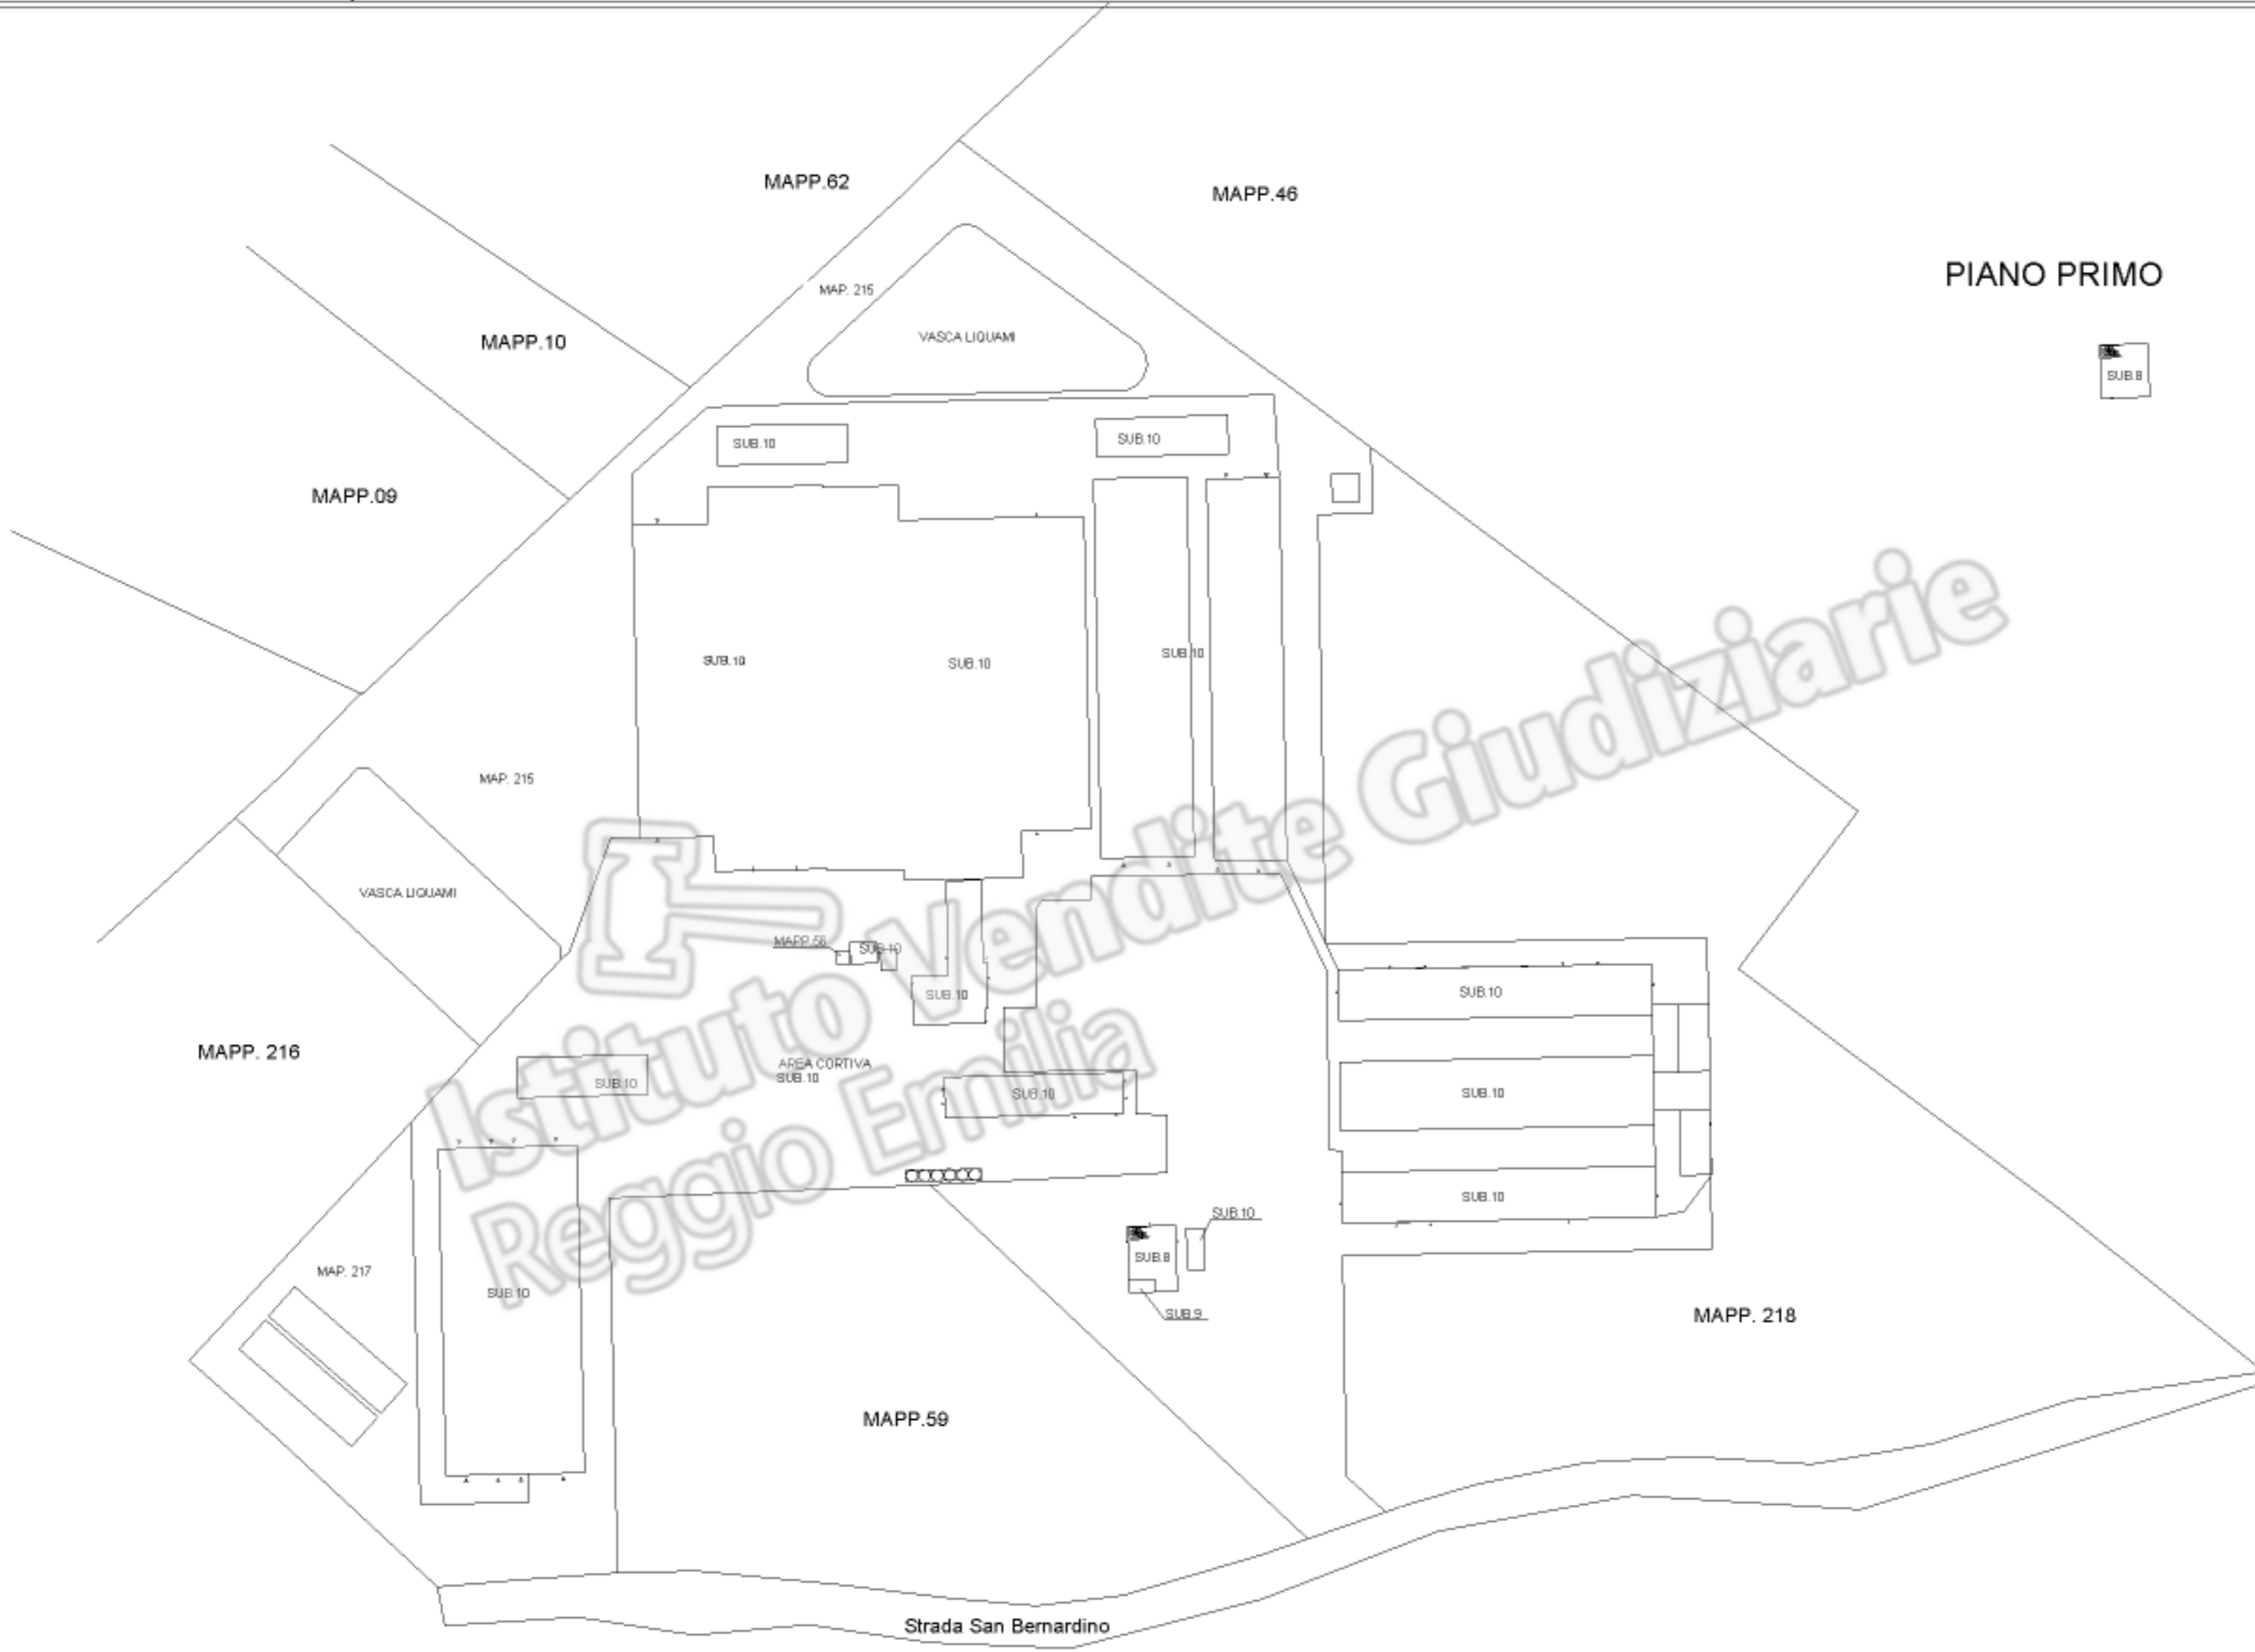 MAPP.62
MAPP.46
PIANO PRIMO
MAP. 215
VASCA LIQUAMI
MAPP.10
SUB.8
SUB.10
SUB.10
MAPP.09
SUB.10
SUB.10
SUB.10
MAP. 215
VASCA LIQUAMI
MAPP.56
SUB.10
SUB.10
SUB.10
MAPP. 216
AREA CORTIVA
SUB.10
SUB.10
SUB.10
SUB.10
SUB.10
SUB.10
SUB.8
MAP. 217
SUB.10
SUB.9
MAPP. 218
MAPP.59
Strada San Bernardino
Istituto Vendite Giudiziarie
Reggio Emilia